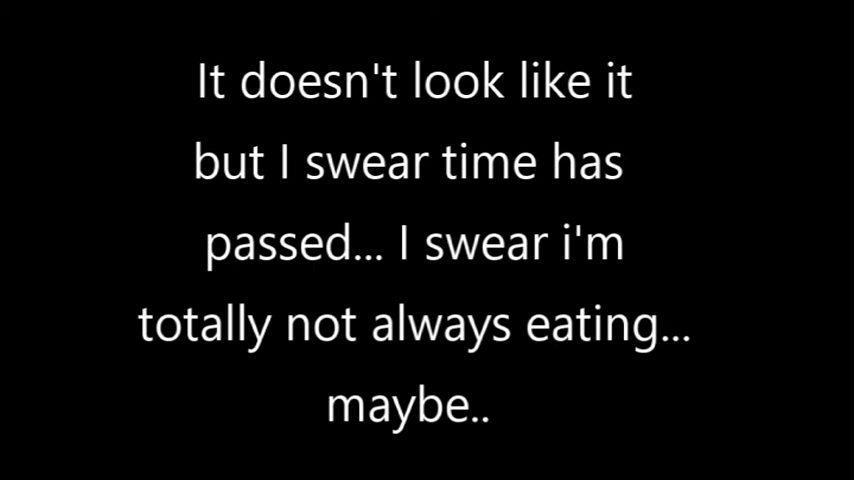 It doesn't look like it
but I swear time has
passed... I swear i'm
totally not always eating...
maybe..